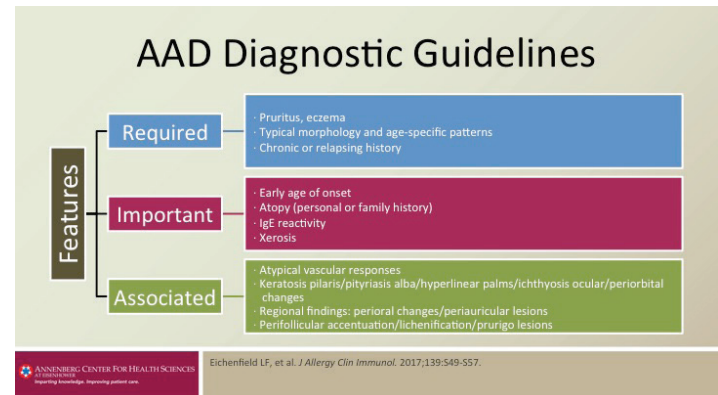 AAD Diagnostic Guidelines
Features
Required
· Pruritus, eczema
· Typical morphology and age-specific patterns
· Chronic or relapsing history
Important
· Early age of onset
· Atopy (personal or family history)
· IgE reactivity
· Xerosis
Associated
· Atypical vascular responses
· Keratosis pilaris/pityriasis alba/hyperlinear palms/ichthyosis ocular/periorbital
changes
· Regional findings: perioral changes/periauricular lesions
· Perifollicular accentuation/lichenification/prurigo lesions
ANNENBERG CENTER FOR HEALTH SCIENCES
AT EISENHOWER
Imparting knowledge. Improving patient care.
Eichenfield LF, et al. J Allergy Clin Immunol. 2017;139:S49-S57.